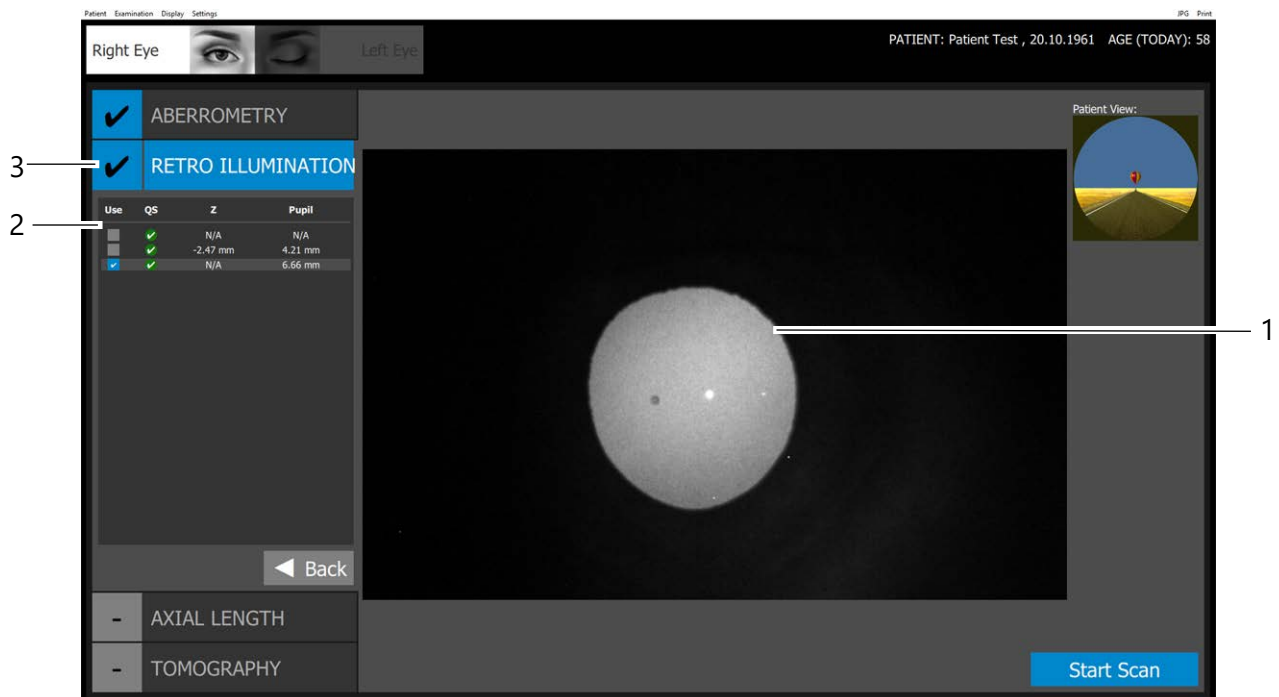 Patient Examination Display Settings JPG Print
Right Eye Left Eye PATIENT: Patient Test , 20.10.1961 AGE (TODAY): 58
✔ ABERROMETRY
Patient View:
3 ✔ RETRO ILLUMINATION
Use QS Z Pupil
2
N/A N/A
-2.47 mm 4.21 mm
N/A 6.66 mm
1
Back
- AXIAL LENGTH
- TOMOGRAPHY
Start Scan